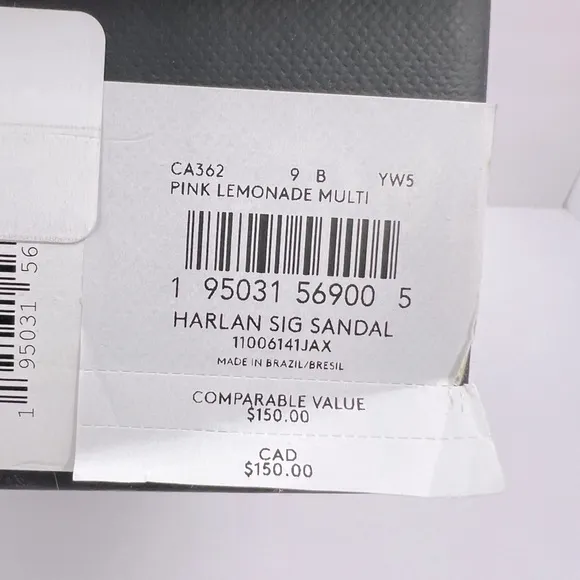 CA362 9 B YW5
PINK LEMONADE MULTI
1 95031 56900 5
HARLAN SIG SANDAL
11006141JAX
MADE IN BRAZIL/BRESIL
COMPARABLE VALUE
$150.00
CAD
$150.00
1 95031 56